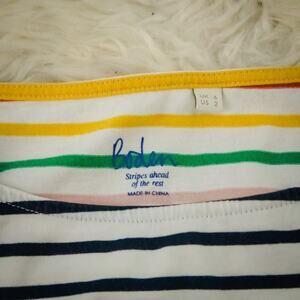 UK 6
US 2
Boden
Stripes ahead
of the rest
MADE IN CHINA